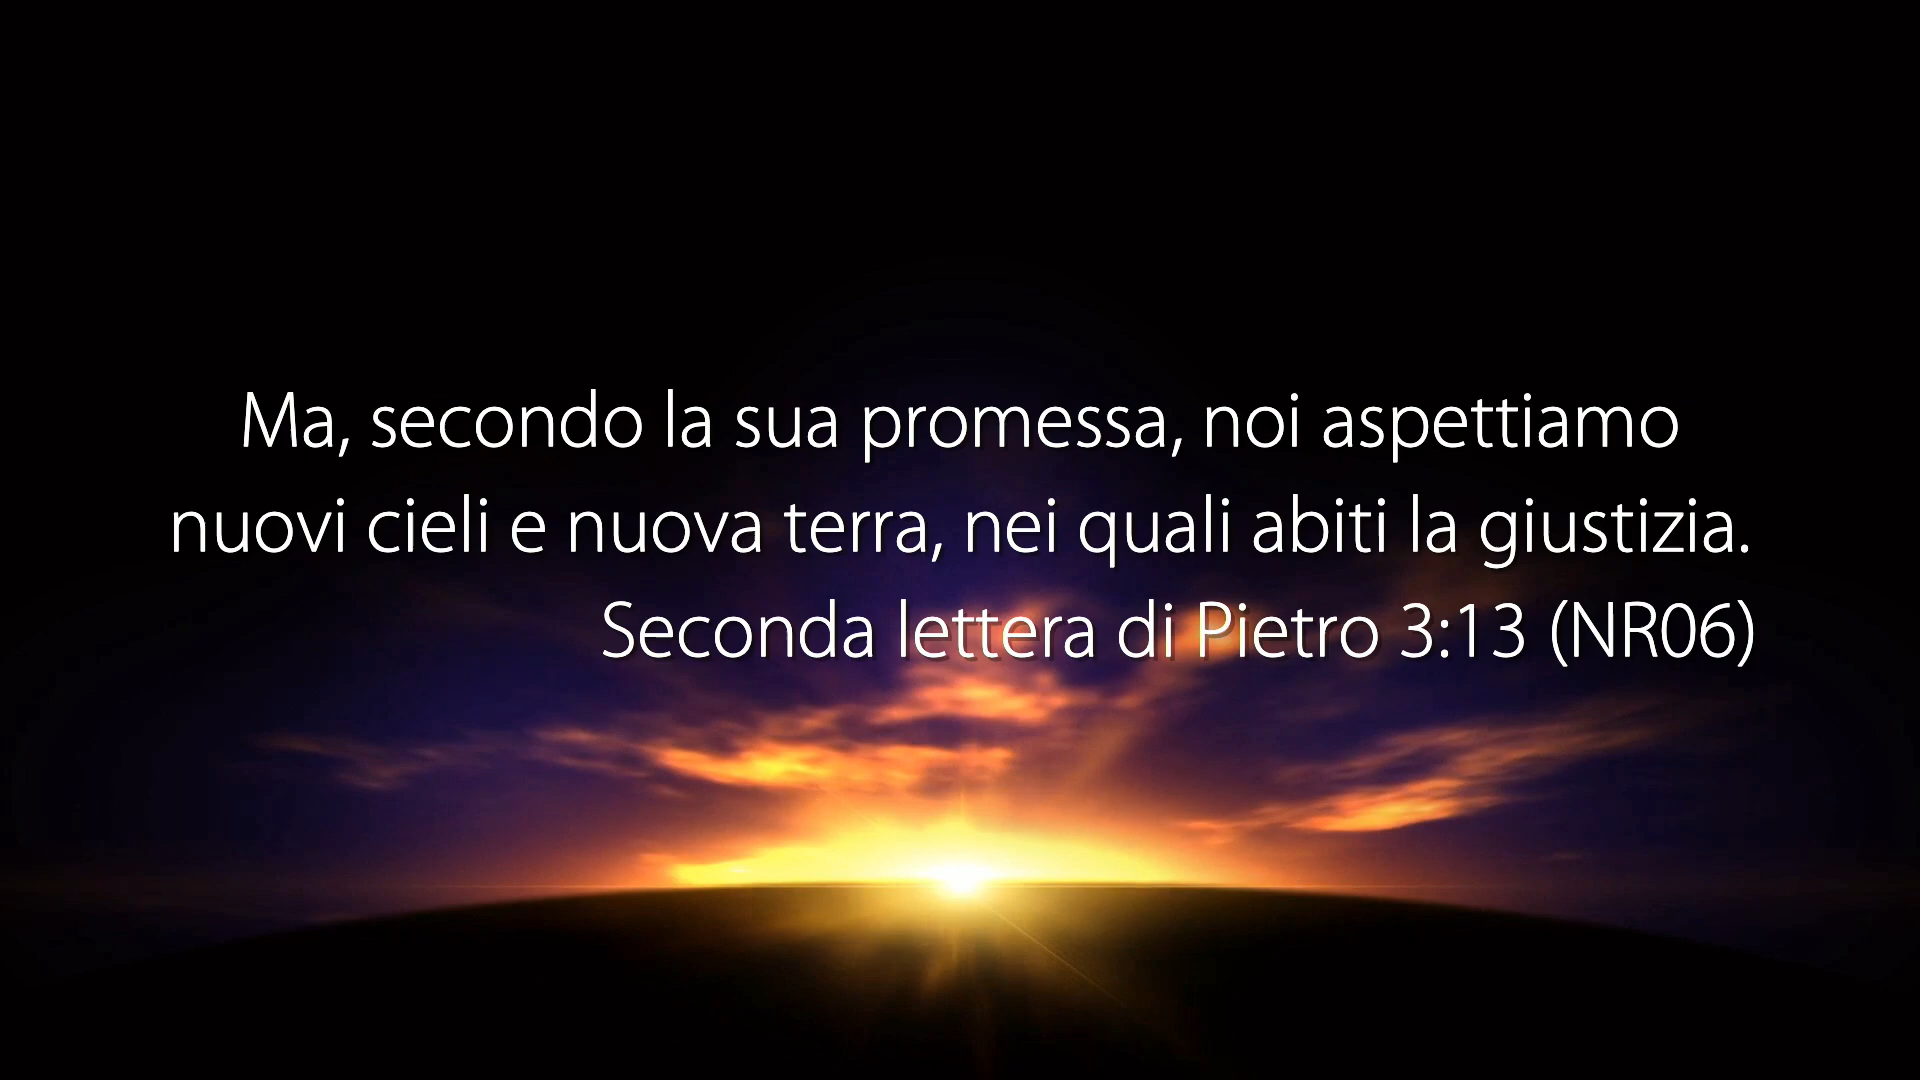 Ma, secondo la sua promessa, noi aspettiamo
nuovi cieli e nuova terra, nei quali abiti la giustizia.
Seconda lettera di Pietro 3:13 (NR06)